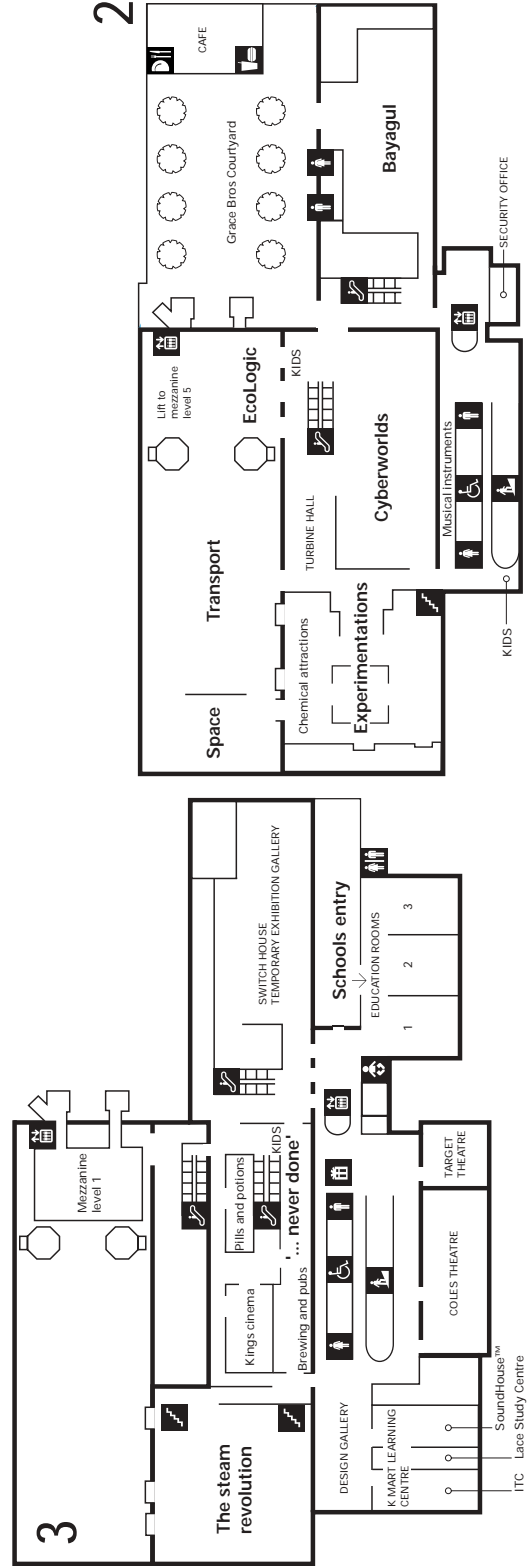 3
Mezzanine
level 1
The steam
revolution
Kings cinema
Pills and potions
KIDS
'... never done'
Brewing and pubs
SWITCH HOUSE
TEMPORARY EXHIBITION GALLERY
Schools entry
EDUCATION ROOMS
1
2
3
DESIGN GALLERY
K MART LEARNING
CENTRE
COLES THEATRE
TARGET
THEATRE
ITC
Lace Study Centre
SoundHouse™
2
CAFE
Grace Bros Courtyard
Lift to
mezzanine
level 5
EcoLogic
Transport
Space
KIDS
TURBINE HALL
Cyberworlds
Chemical attractions
Experimentations
Bayagul
Musical instruments
KIDS
SECURITY OFFICE